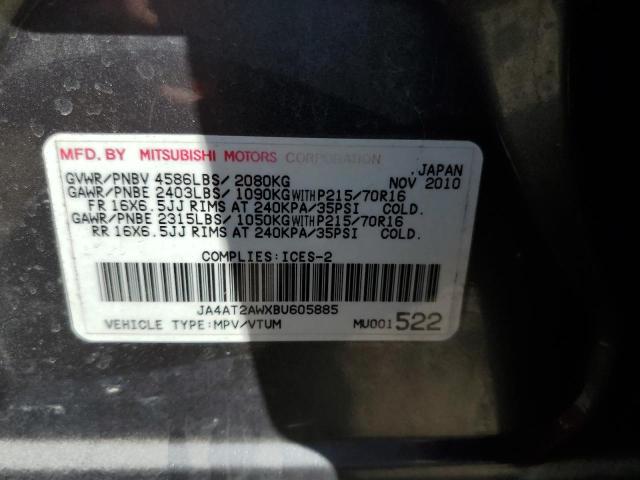 MFD. BY MITSUBISHI MOTORS CORPORATION, JAPAN
GVWR/PNBV 4586LBS/ 2080KG NOV 2010
GAWR/PNBE 2403LBS/ 1090KG WITH P215/70R16
FR 16X6.5JJ RIMS AT 240KPA/35PSI COLD.
GAWR/PNBE 2315LBS/ 1050KG WITH P215/70R16
RR 16X6.5JJ RIMS AT 240KPA/35PSI COLD.
COMPLIES:ICES-2
JA4AT2AWXBU605885
VEHICLE TYPE:MPV/VTUM MU001522